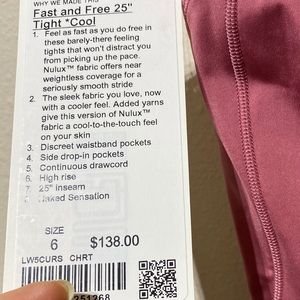 WHY WE MADE THIS
Fast and Free 25"
Tight *Cool
1. Feel as fast as you do free in
these barely-there feeling
tights that won't distract you
from picking up the pace.
Nulux™ fabric offers near
weightless coverage for a
seriously smooth stride
2. The sleek fabric you love, now
with a cooler feel. Added yarns
give this version of Nulux™
fabric a cool-to-the-touch feel
on your skin
3. Discreet waistband pockets
4. Side drop-in pockets
5. Continuous drawcord
6. High rise
7. 25" inseam
8. Naked Sensation
SIZE
6 $138.00
LW5CURS CHRT